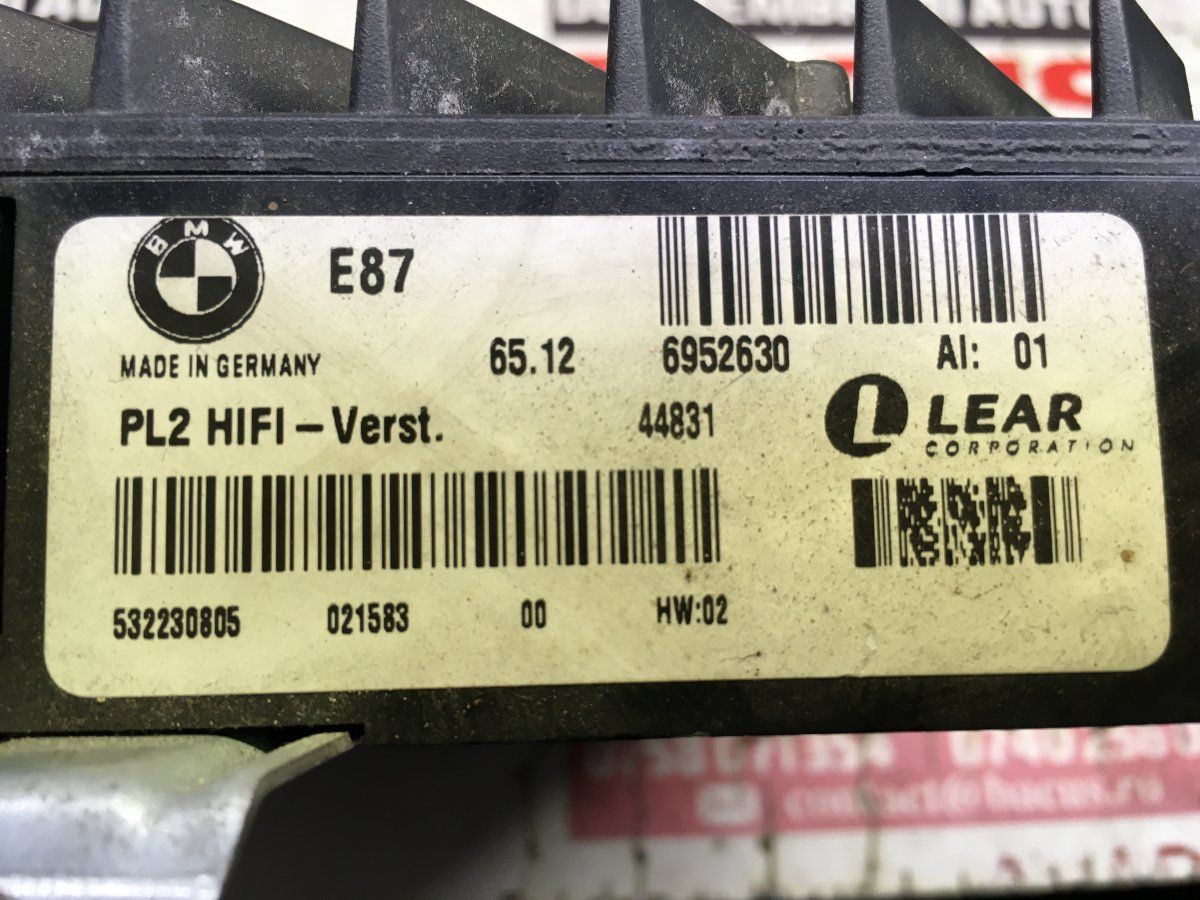 BMW
E87
MADE IN GERMANY 65.12 6952630 AI: 01
PL2 HIFI-Verst. 44831
LEAR
CORPORATION
532230805 021583 00 HW:02